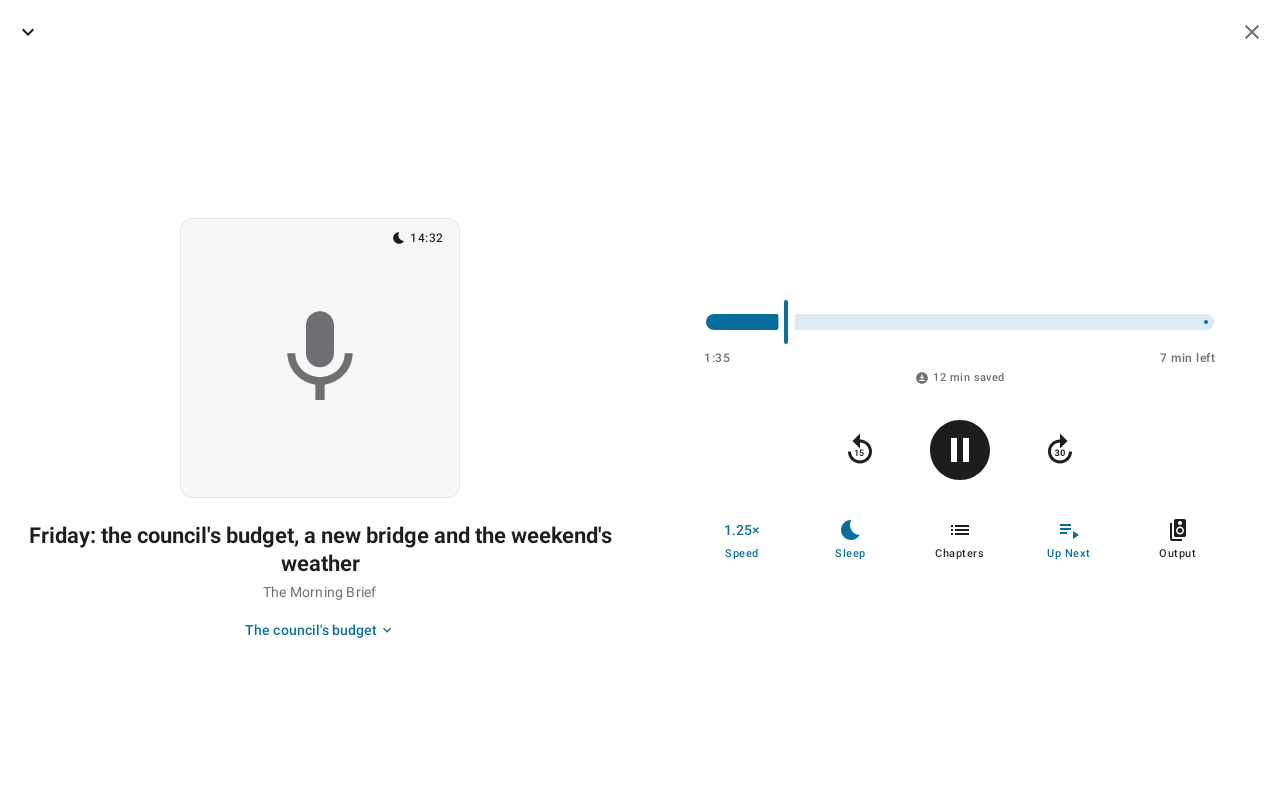 14:32
Friday: the council's budget, a new bridge and the weekend's
weather
The Morning Brief
The council's budget
1:35
7 min left
12 min saved
15
30
1.25×
Speed
Sleep
Chapters
Up Next
Output